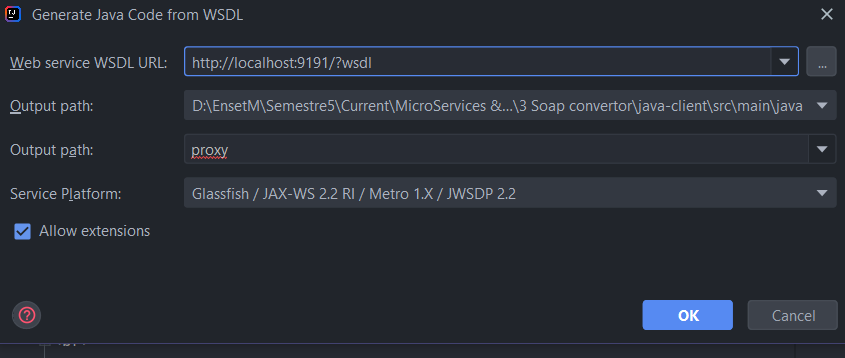 Generate Java Code from WSDL
Web service WSDL URL: http://localhost:9191/?wsdl ...
Output path: D:\EnsetM\Semestre5\Current\MicroServices &...\3 Soap convertor\java-client\src\main\java
Output path: proxy
Service Platform: Glassfish / JAX-WS 2.2 RI / Metro 1.X / JWSDP 2.2
Allow extensions
? OK Cancel